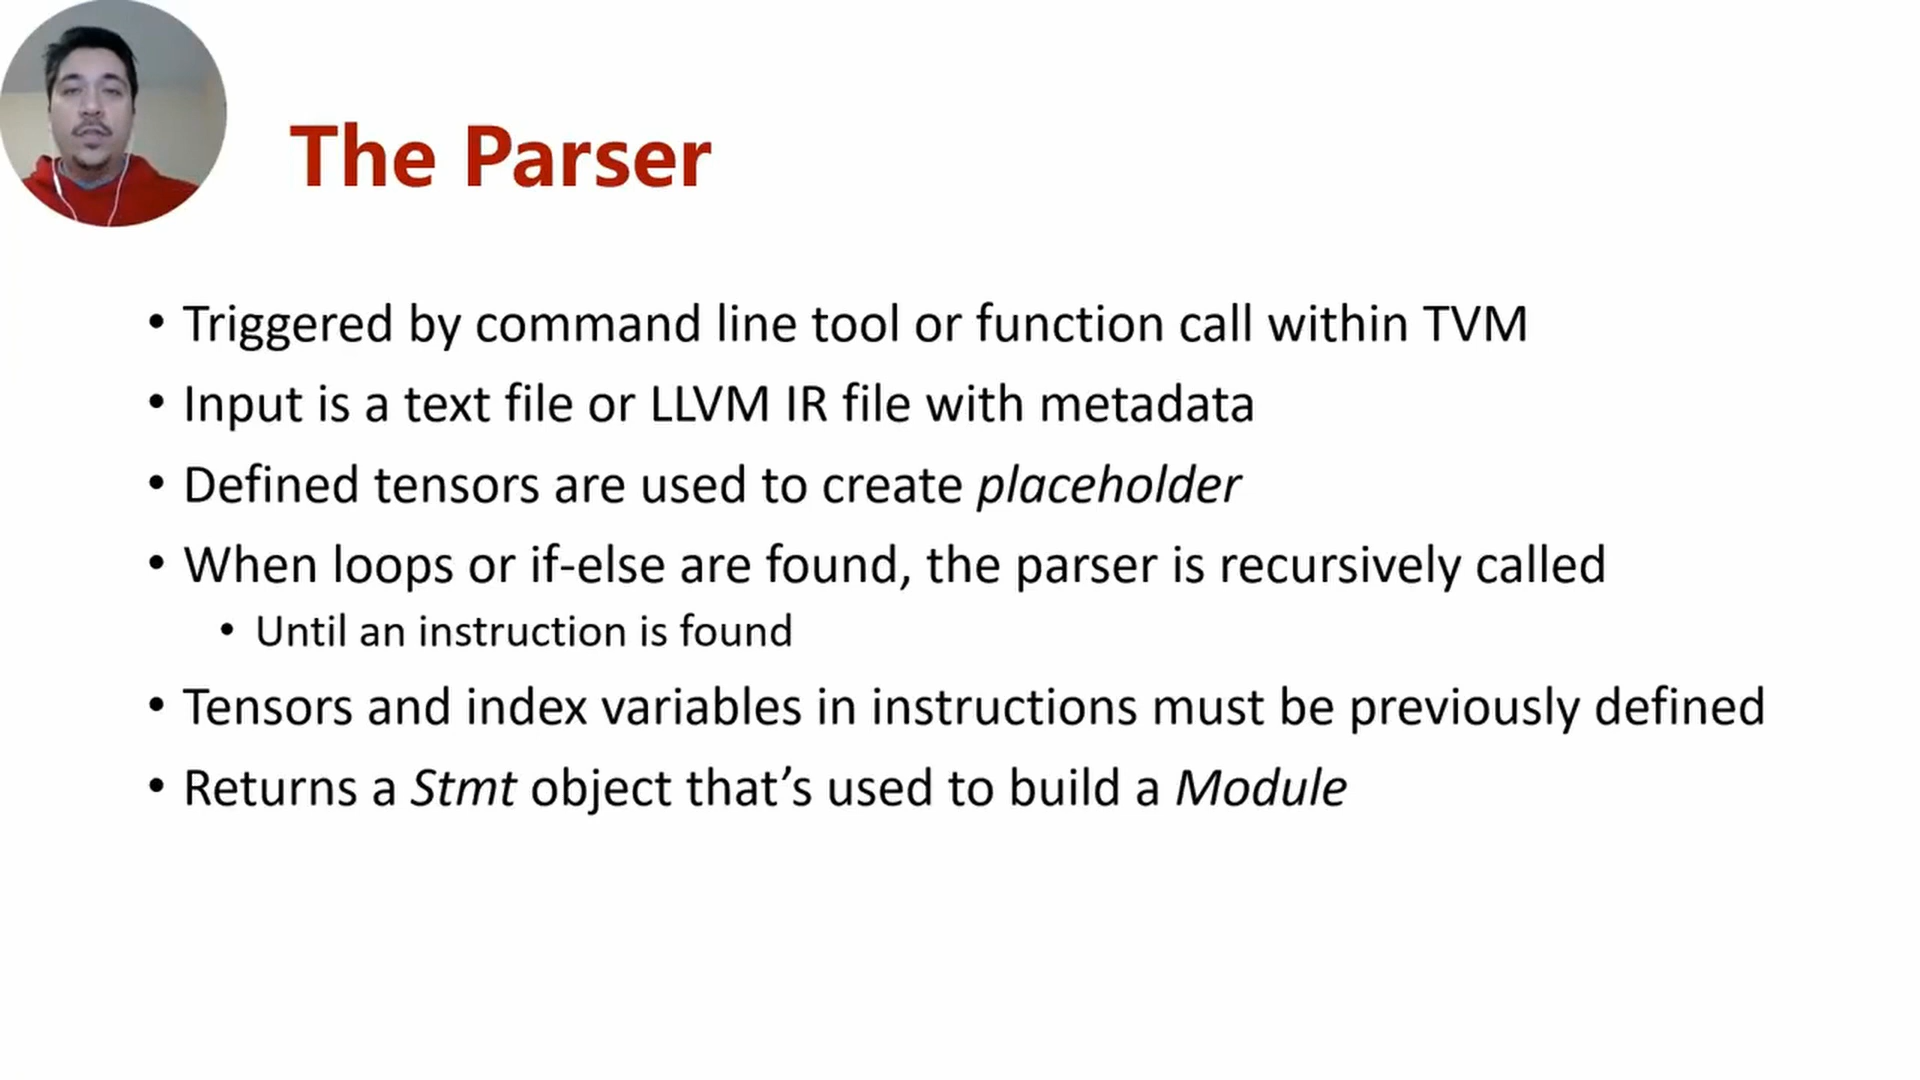 The Parser
• Triggered by command line tool or function call within TVM
• Input is a text file or LLVM IR file with metadata
• Defined tensors are used to create placeholder
• When loops or if-else are found, the parser is recursively called
• Until an instruction is found
• Tensors and index variables in instructions must be previously defined
• Returns a Stmt object that’s used to build a Module